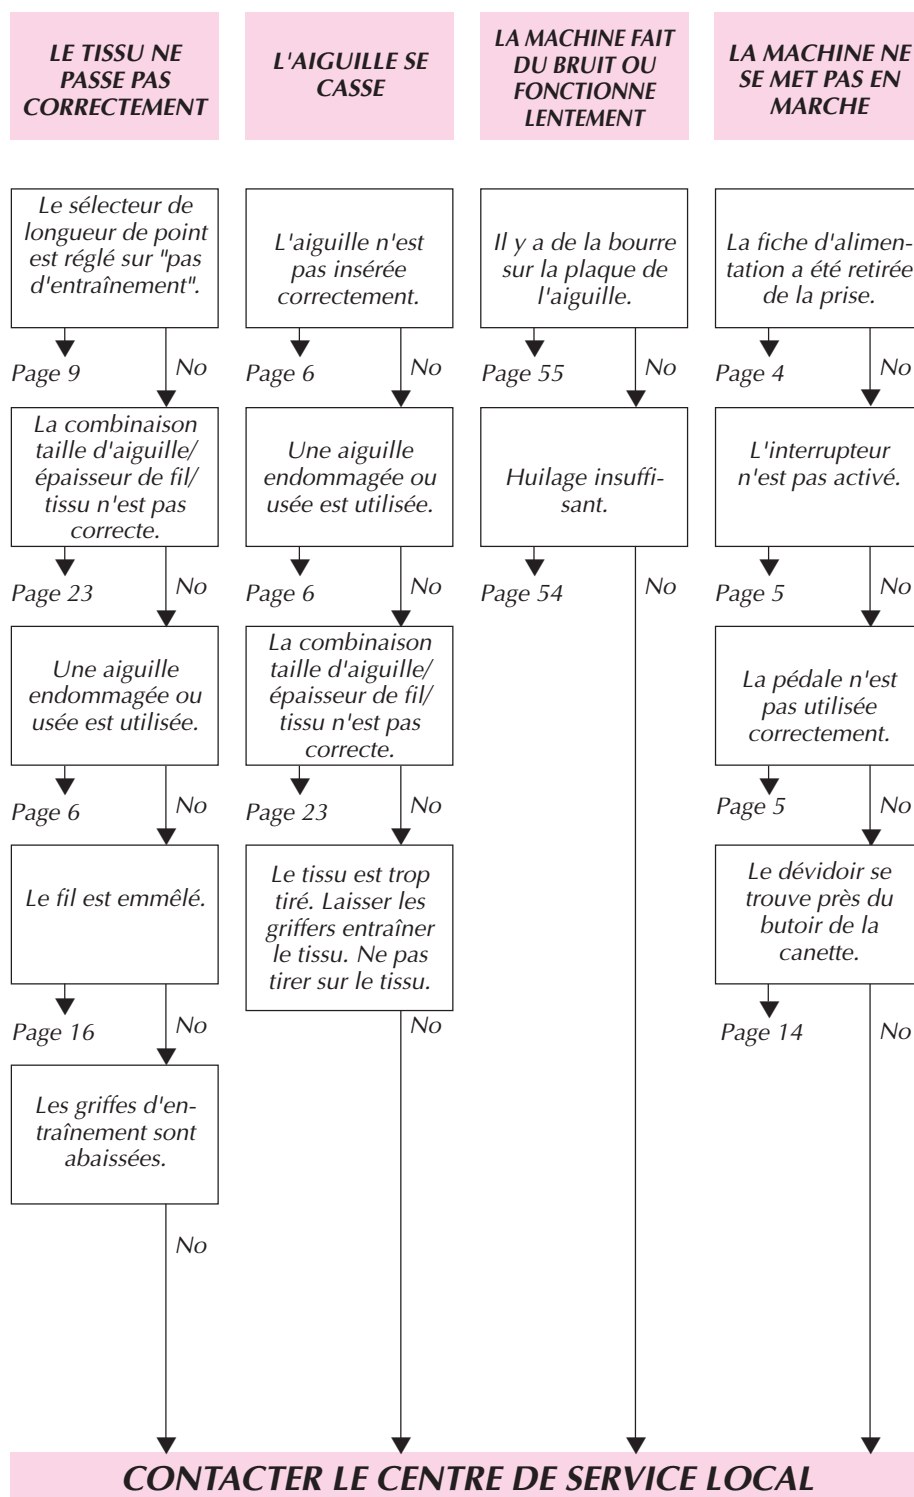 LE TISSU NE
PASSE PAS
CORRECTEMENT
L'AIGUILLE SE
CASSE
LA MACHINE FAIT
DU BRUIT OU
FONCTIONNE
LENTEMENT
LA MACHINE NE
SE MET PAS EN
MARCHE
Le sélecteur de
longueur de point
est réglé sur "pas
d'entraînement".
Page 9
No
La combinaison
taille d'aiguille/
épaisseur de fil/
tissu n'est pas
correcte.
Page 23
No
Une aiguille
endommagée ou
usée est utilisée.
Page 6
No
Le fil est emmêlé.
Page 16
No
Les griffes d'en-
traînement sont
abaissées.
No
L'aiguille n'est
pas insérée
correctement.
Page 6
No
Une aiguille
endommagée ou
usée est utilisée.
Page 6
No
La combinaison
taille d'aiguille/
épaisseur de fil/
tissu n'est pas
correcte.
Page 23
No
Le tissu est trop
tiré. Laisser les
griffers entraîner
le tissu. Ne pas
tirer sur le tissu.
No
Il y a de la bourre
sur la plaque de
l'aiguille.
Page 55
No
Huilage insuffi-
sant.
Page 54
No
La fiche d'alimen-
tation a été retirée
de la prise.
Page 4
No
L'interrupteur
n'est pas activé.
Page 5
No
La pédale n'est
pas utilisée
correctement.
Page 5
No
Le dévidoir se
trouve près du
butoir de la
canette.
Page 14
No
CONTACTER LE CENTRE DE SERVICE LOCAL